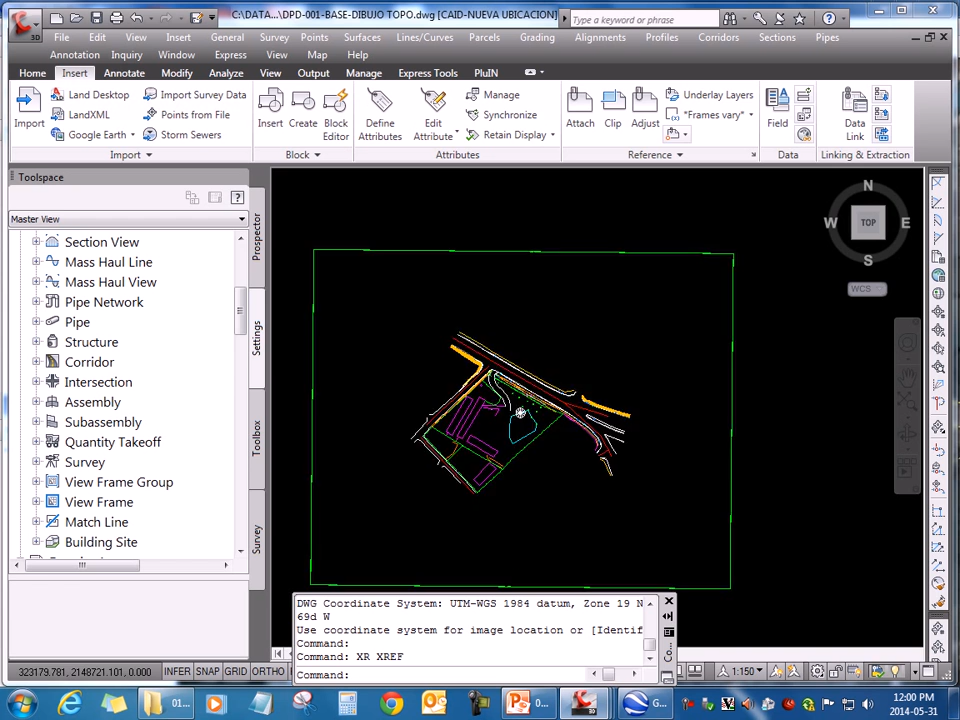 C:\DATA...\DPD-001-BASE-DIBUJO TOPO.dwg [CAID-NUEVA UBICACION]
Type a keyword or phrase
3D
File Edit View Insert General Survey Points Surfaces Lines/Curves Parcels Grading Alignments Profiles Corridors Sections Pipes
Annotation Inquiry Window Express View Map Help
Home Insert Annotate Modify Analyze View Output Manage Express Tools PluIN
Land Desktop Import Survey Data Manage Underlay Layers
LandXML Points from File Synchronize *Frames vary*
Import Insert Create Block Editor Define Attributes Edit Attribute Attach Clip Adjust Field Data Link
Google Earth Storm Sewers Retain Display
Import Block Attributes Reference Data Linking & Extraction
Toolspace
Master View
Section View
Mass Haul Line
Mass Haul View
Pipe Network
Pipe
Structure
Corridor
Intersection
Assembly
Subassembly
Quantity Takeoff
Survey
View Frame Group
View Frame
Match Line
Building Site
Prospector
Settings
Toolbox
Survey
N
W TOP E
S
WCS
DWG Coordinate System: UTM-WGS 1984 datum, Zone 19 N
69d W
Use coordinate system for image location or [Identif
Command:
Command: XR XREF
Command:
Co...
323179.781, 2148721.101, 0.000 INFER SNAP GRID ORTHO 1:150
01... 0... G...
12:00 PM
2014-05-31